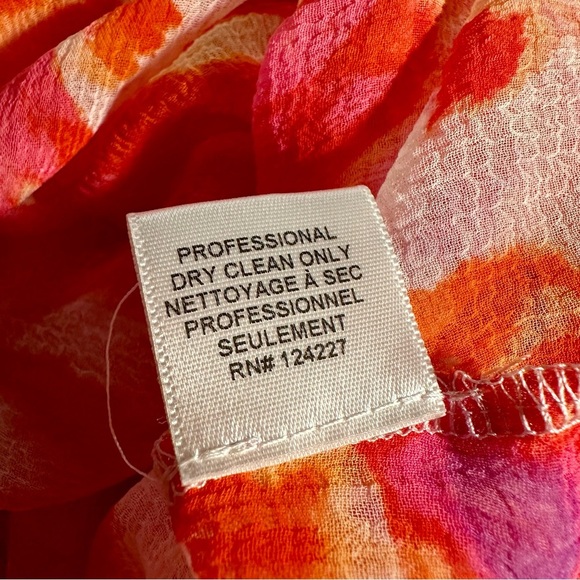 PROFESSIONAL
DRY CLEAN ONLY
NETTOYAGE À SEC
PROFESSIONNEL
SEULEMENT
RN# 124227